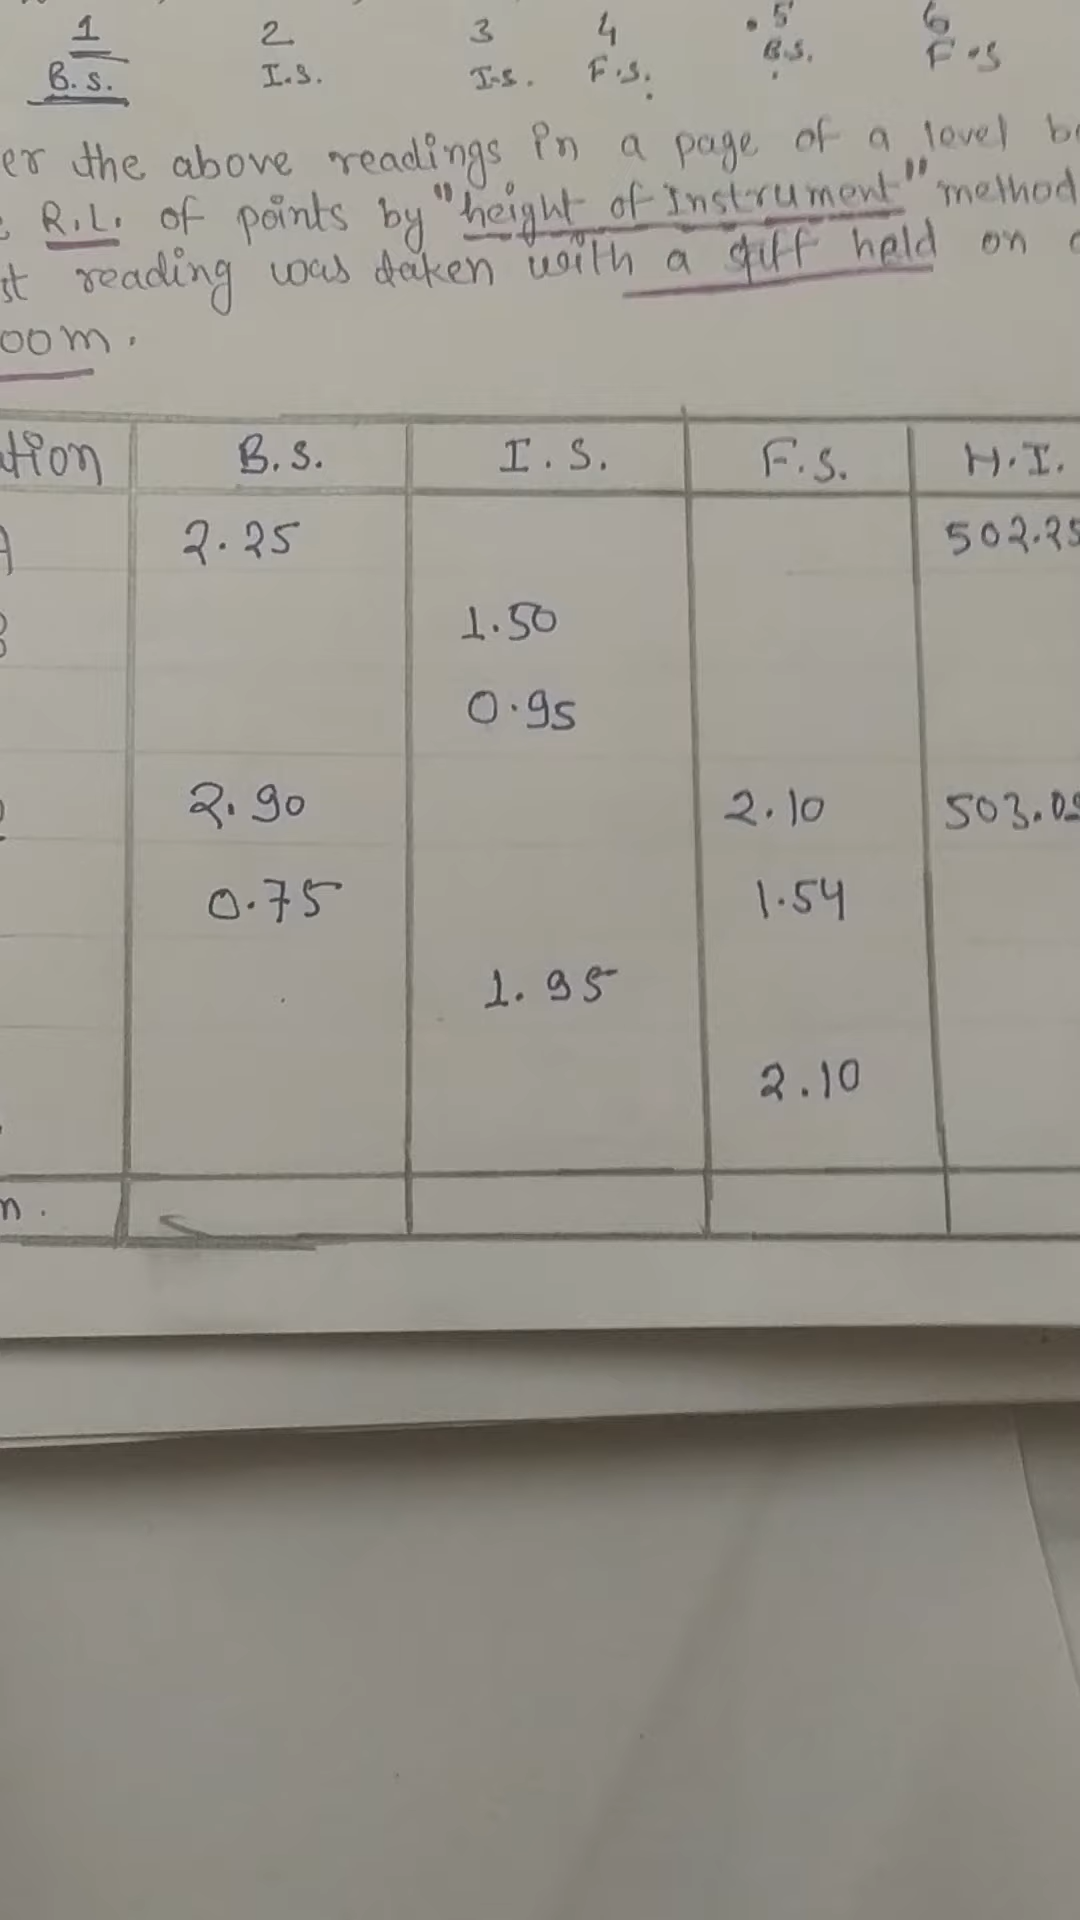 1 2 3 4 5 6
B.S. I.S. I.S. F.S. B.S. F.S
er the above readings in a page of a level b
R.L. of points by "height of Instrument" method
st reading was taken with a stiff held on
oom.
ation B.S. I.S. F.S. H.I.
A 2.25 502.25
B 1.50
0.95
2.90 2.10 503.05
0.75 1.54
1.95
2.10
n.